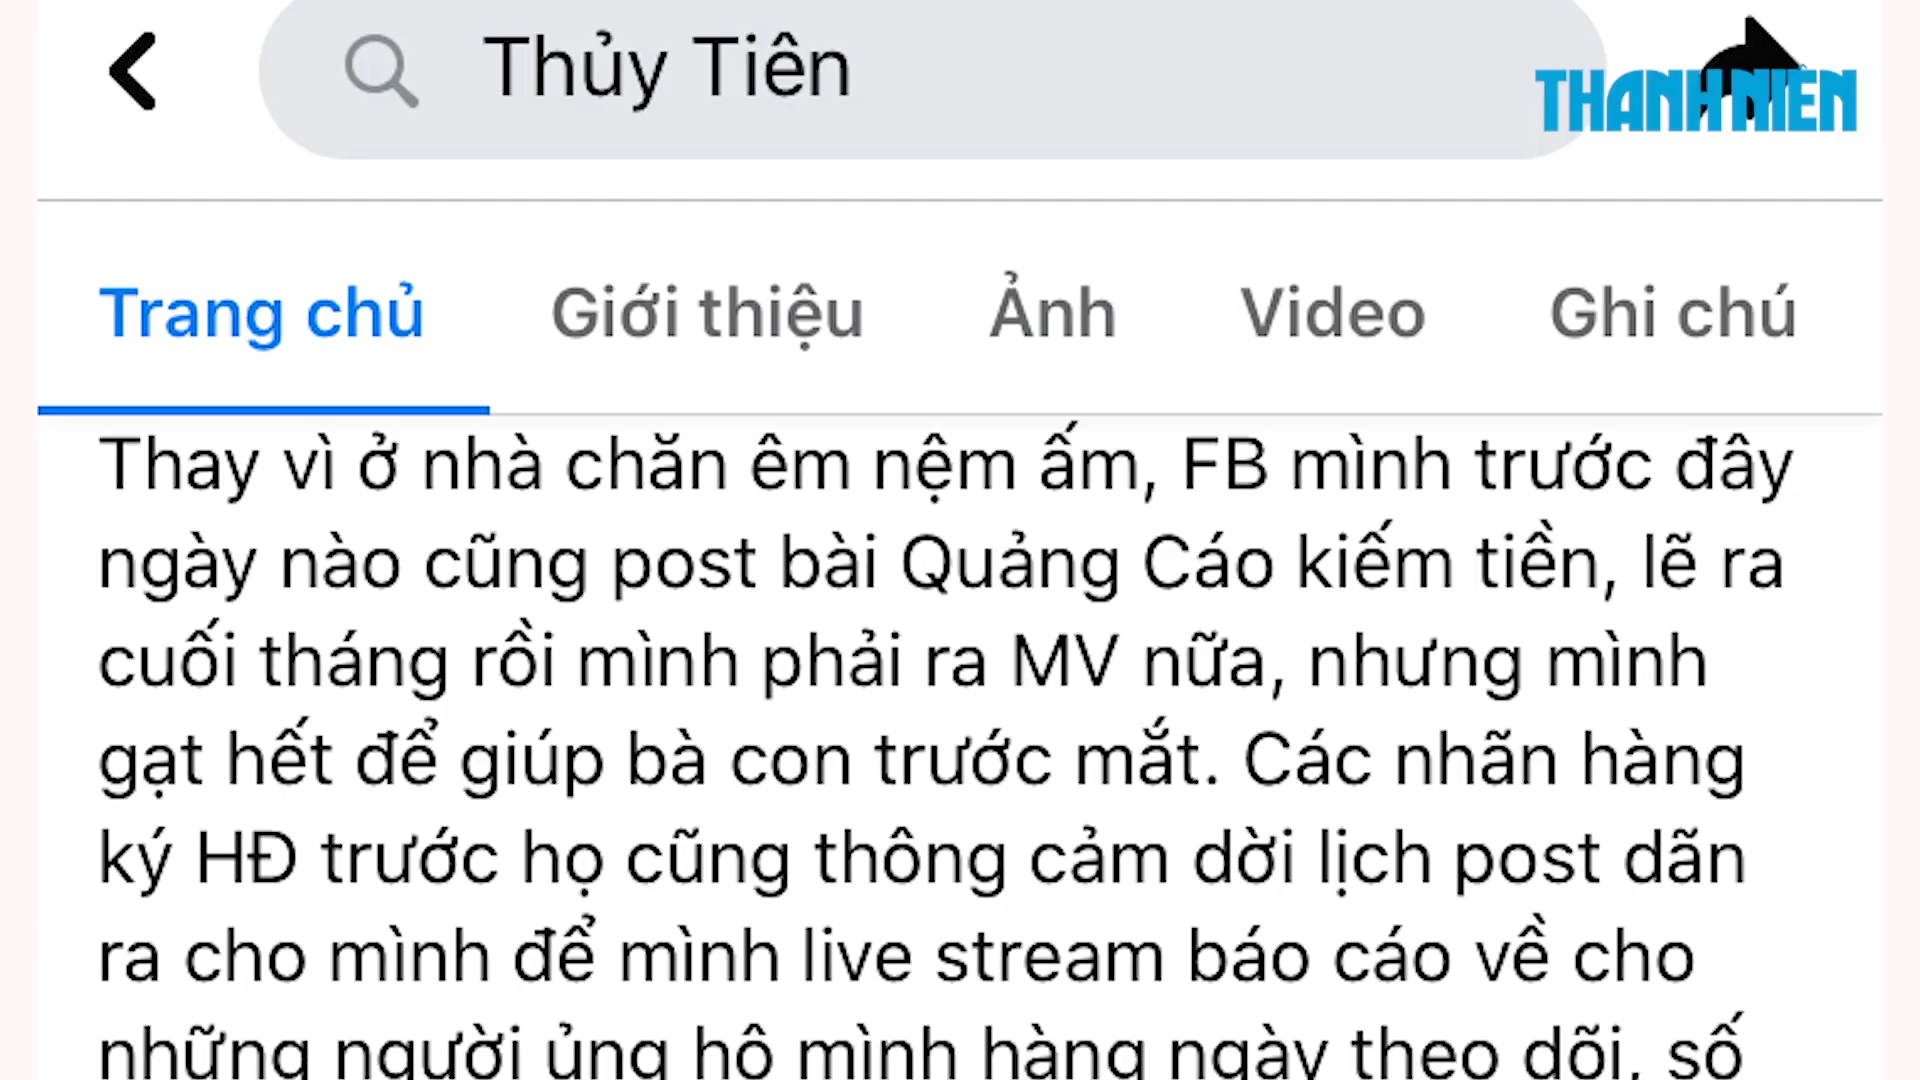 Thủy Tiên
THANH NIÊN
Trang chủ Giới thiệu Ảnh Video Ghi chú
Thay vì ở nhà chăn êm nệm ấm, FB mình trước đây
ngày nào cũng post bài Quảng Cáo kiếm tiền, lẽ ra
cuối tháng rồi mình phải ra MV nữa, nhưng mình
gạt hết để giúp bà con trước mắt. Các nhãn hàng
ký HĐ trước họ cũng thông cảm dời lịch post dãn
ra cho mình để mình live stream báo cáo về cho
những người ủng hộ mình hàng ngày theo dõi, số